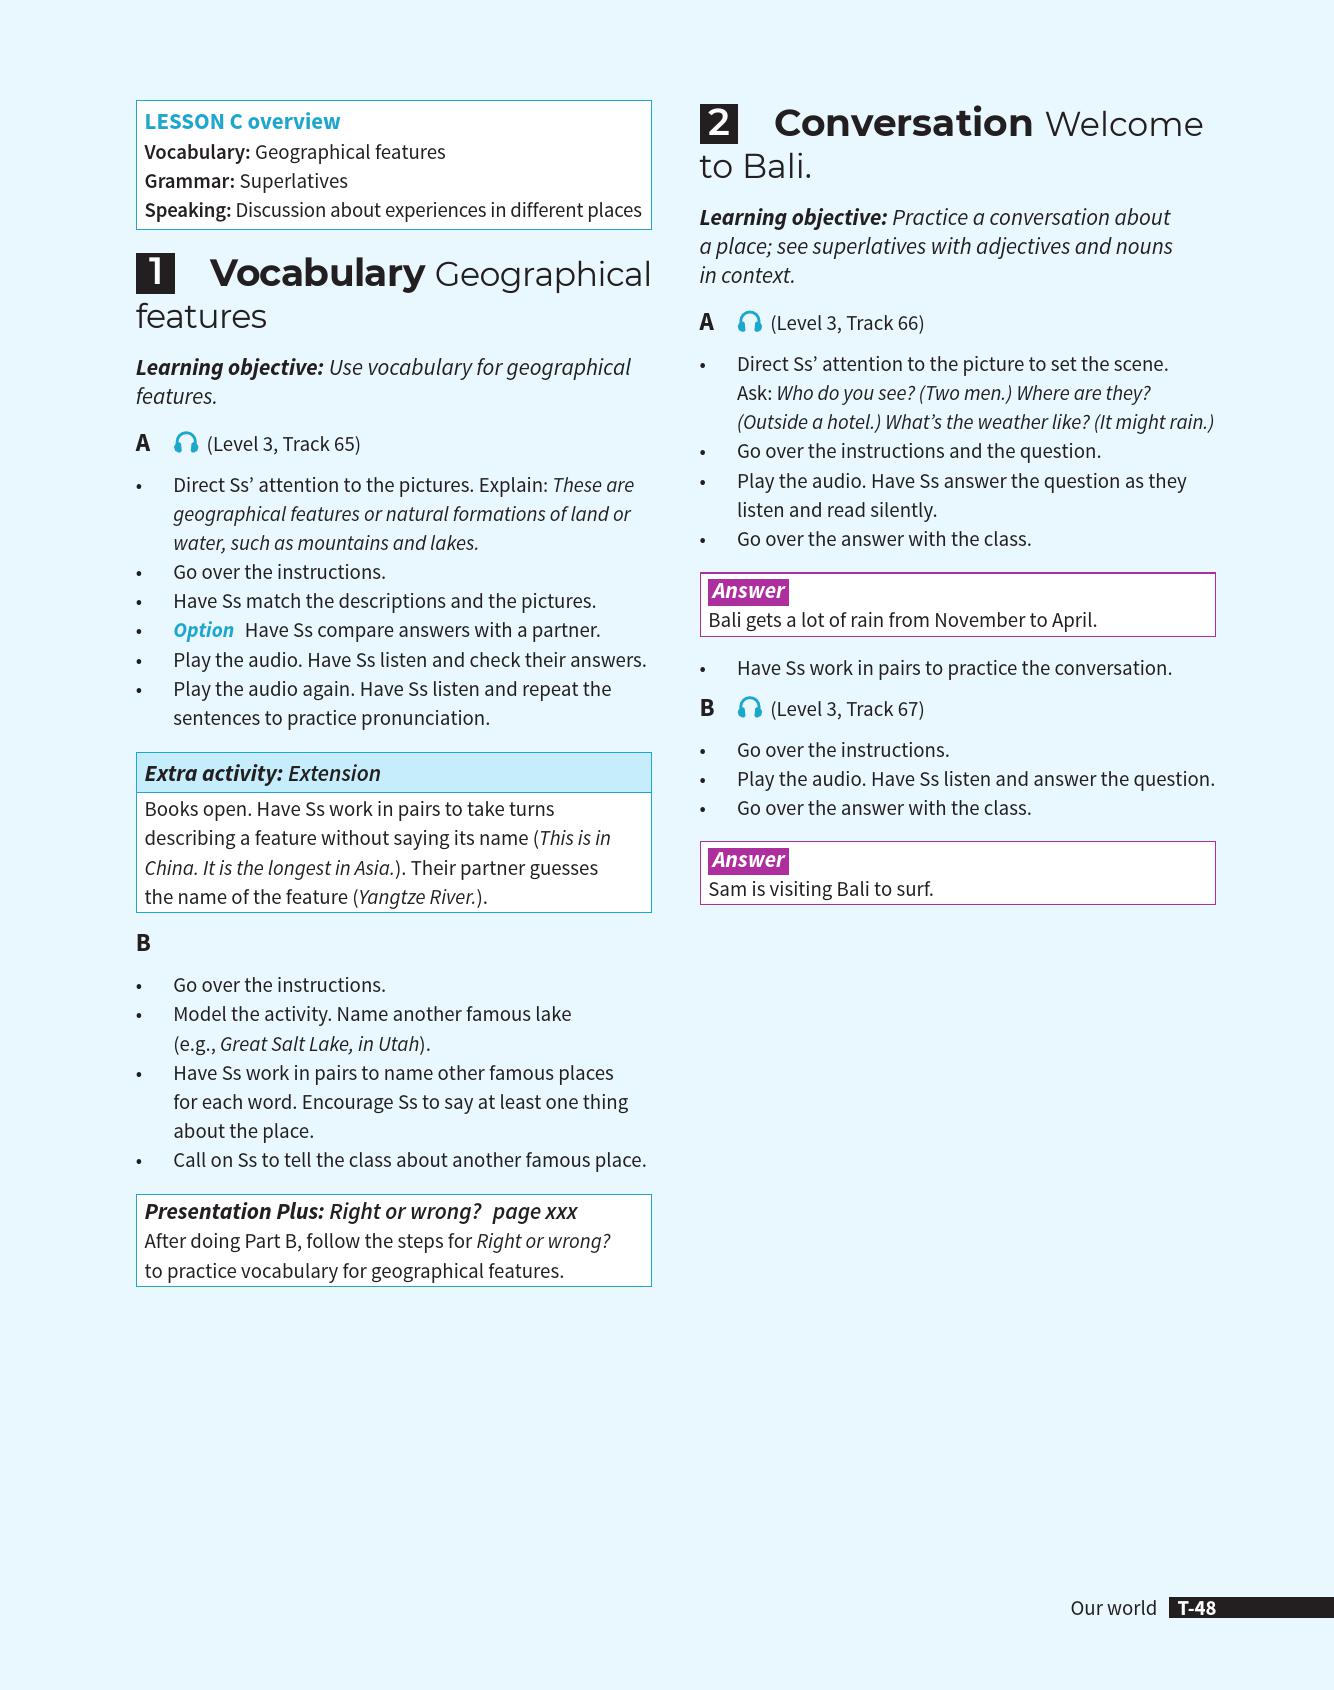 LESSON C overview
Vocabulary: Geographical features
Grammar: Superlatives
Speaking: Discussion about experiences in different places
1 Vocabulary Geographical
features
Learning objective: Use vocabulary for geographical
features.
A (Level 3, Track 65)
• Direct Ss’ attention to the pictures. Explain: These are
geographical features or natural formations of land or
water, such as mountains and lakes.
• Go over the instructions.
• Have Ss match the descriptions and the pictures.
• Option Have Ss compare answers with a partner.
• Play the audio. Have Ss listen and check their answers.
• Play the audio again. Have Ss listen and repeat the
sentences to practice pronunciation.
Extra activity: Extension
Books open. Have Ss work in pairs to take turns
describing a feature without saying its name (This is in
China. It is the longest in Asia.). Their partner guesses
the name of the feature (Yangtze River.).
B
• Go over the instructions.
• Model the activity. Name another famous lake
(e.g., Great Salt Lake, in Utah).
• Have Ss work in pairs to name other famous places
for each word. Encourage Ss to say at least one thing
about the place.
• Call on Ss to tell the class about another famous place.
Presentation Plus: Right or wrong? page xxx
After doing Part B, follow the steps for Right or wrong?
to practice vocabulary for geographical features.
2 Conversation Welcome
to Bali.
Learning objective: Practice a conversation about
a place; see superlatives with adjectives and nouns
in context.
A (Level 3, Track 66)
• Direct Ss’ attention to the picture to set the scene.
Ask: Who do you see? (Two men.) Where are they?
(Outside a hotel.) What’s the weather like? (It might rain.)
• Go over the instructions and the question.
• Play the audio. Have Ss answer the question as they
listen and read silently.
• Go over the answer with the class.
Answer
Bali gets a lot of rain from November to April.
• Have Ss work in pairs to practice the conversation.
B (Level 3, Track 67)
• Go over the instructions.
• Play the audio. Have Ss listen and answer the question.
• Go over the answer with the class.
Answer
Sam is visiting Bali to surf.
Our world T-48